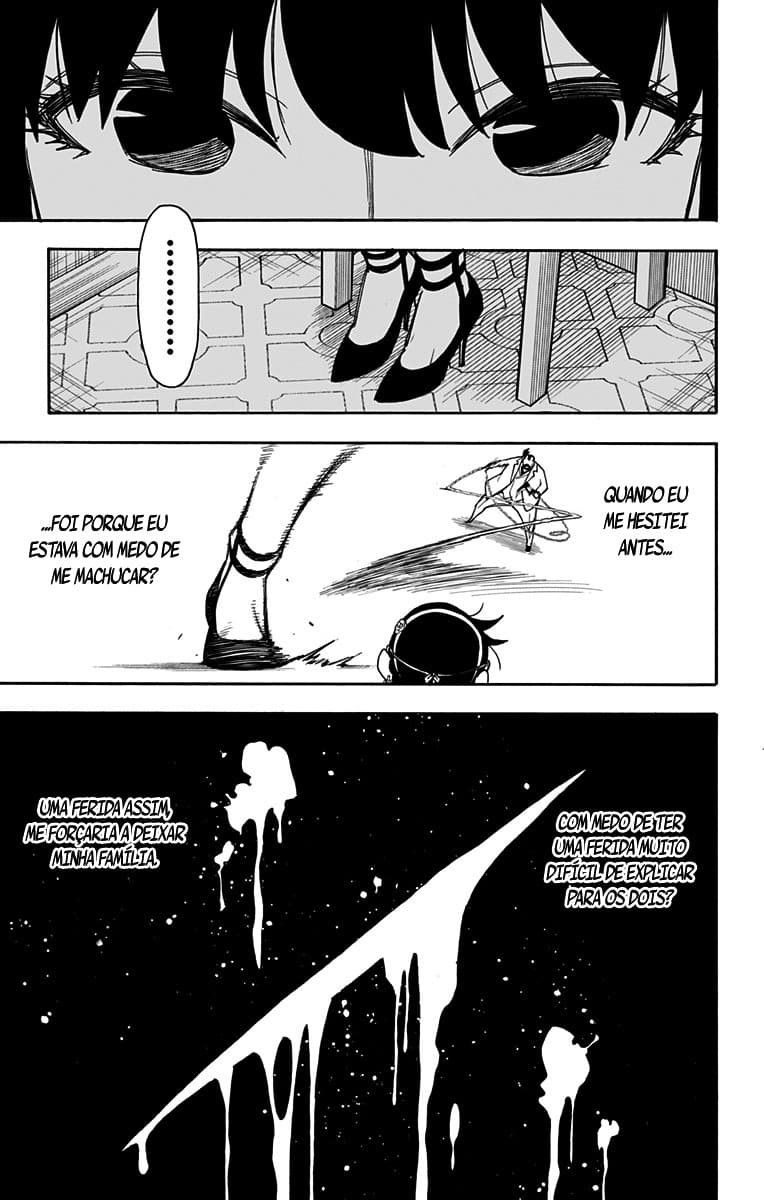 ..........
QUANDO EU
ME HESITEI
ANTES...
...FOI PORQUE EU
ESTAVA COM MEDO DE
ME MACHUCAR?
COM MEDO DE TER
UMA FERIDA MUITO
DIFÍCIL DE EXPLICAR
PARA OS DOIS?
UMA FERIDA ASSIM,
ME FORÇARIA A DEIXAR
MINHA FAMÍLIA.